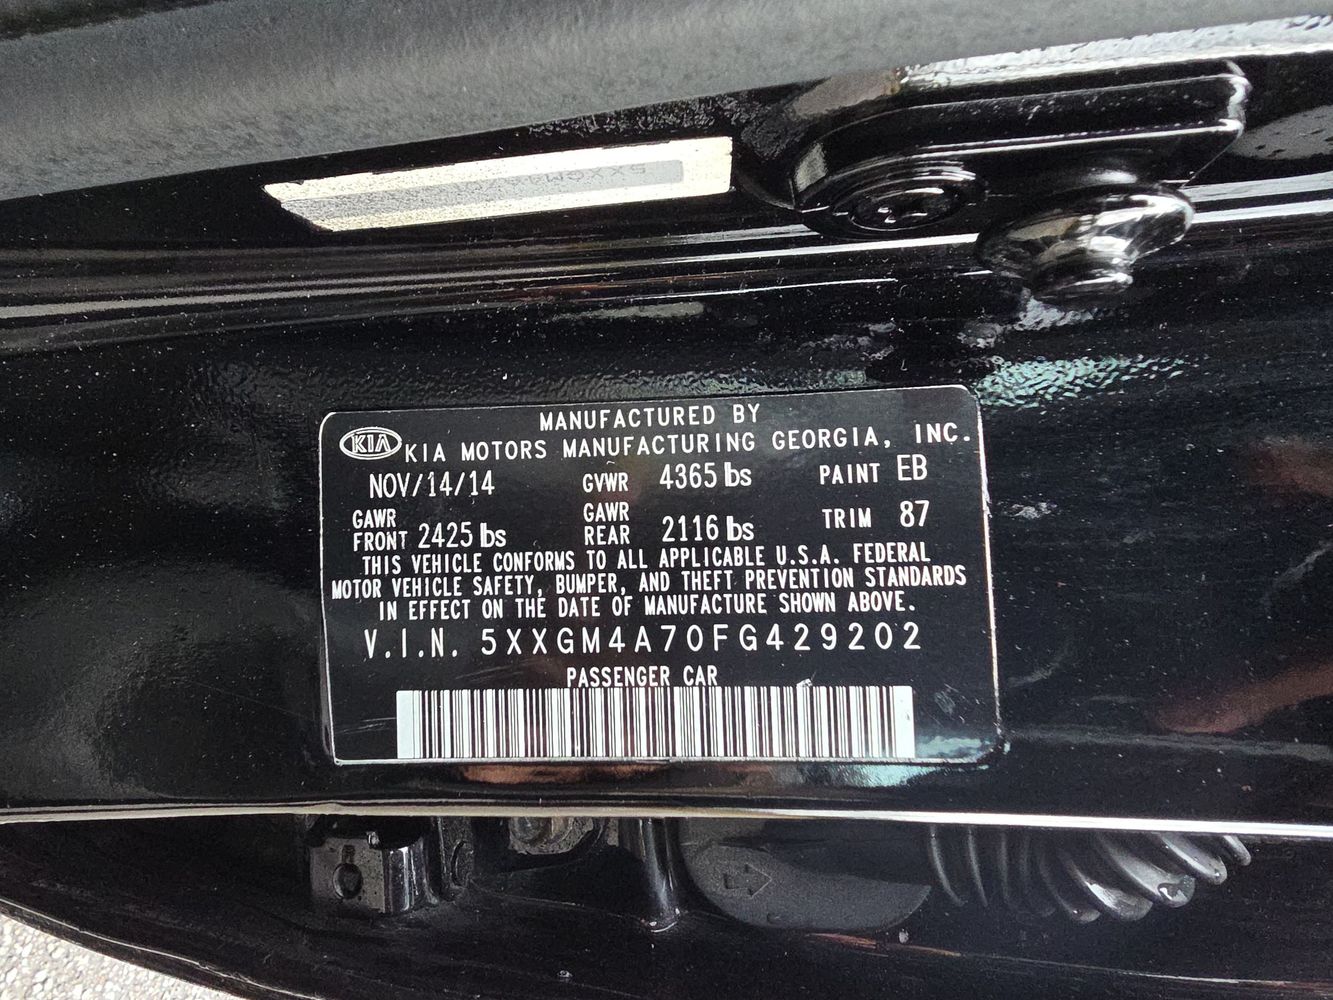 MANUFACTURED BY
KIA KIA MOTORS MANUFACTURING GEORGIA, INC.
NOV/14/14 GVWR 4365 lbs PAINT EB
GAWR FRONT 2425 lbs GAWR REAR 2116 lbs TRIM 87
THIS VEHICLE CONFORMS TO ALL APPLICABLE U.S.A. FEDERAL
MOTOR VEHICLE SAFETY, BUMPER, AND THEFT PREVENTION STANDARDS
IN EFFECT ON THE DATE OF MANUFACTURE SHOWN ABOVE.
V.I.N. 5XXGM4A70FG429202
PASSENGER CAR